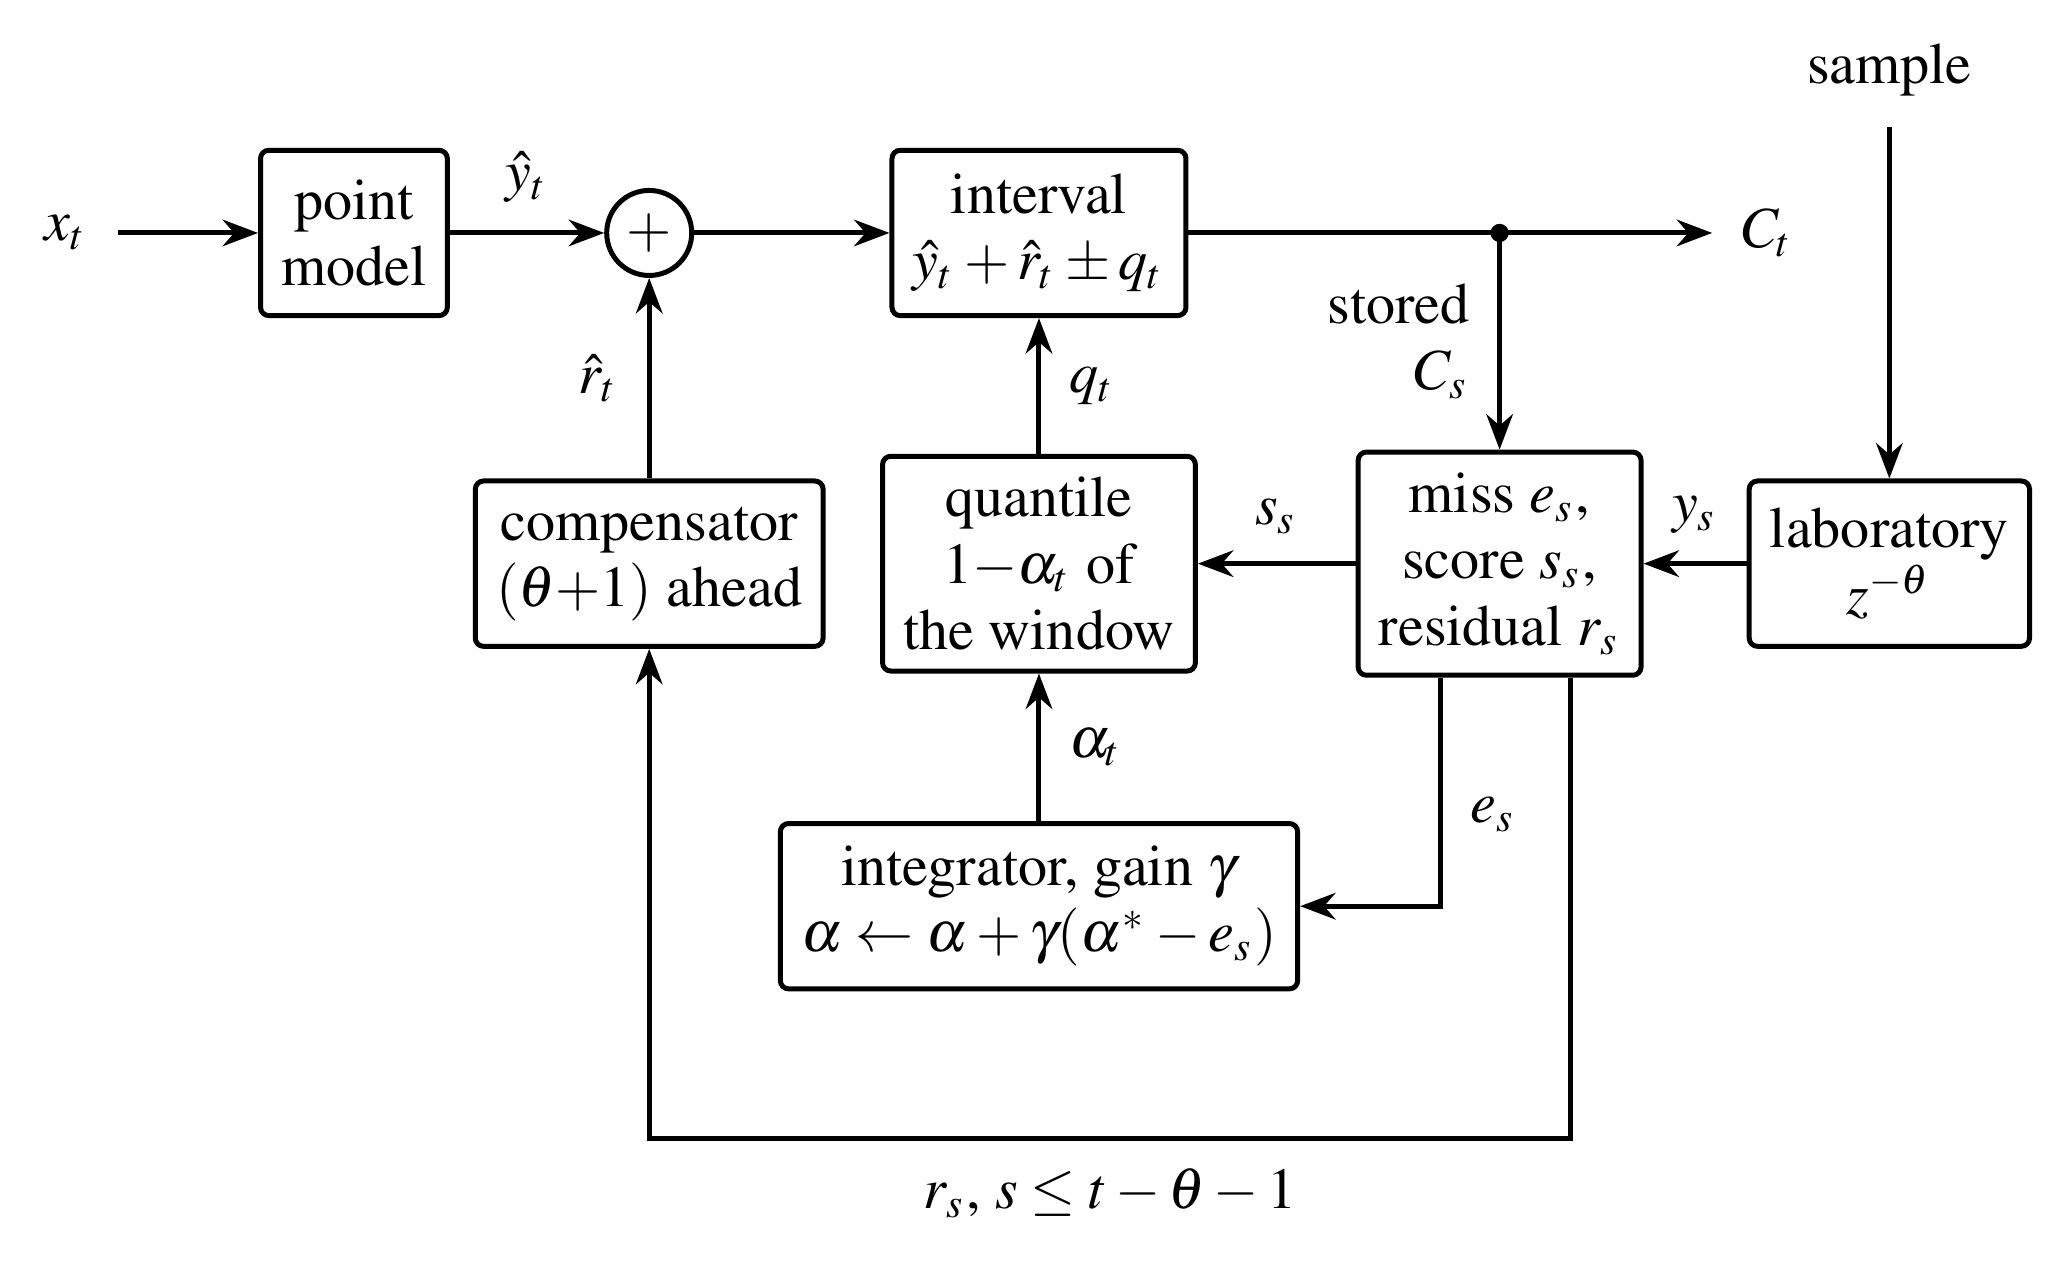 sample
x_t
point
model
ŷ_t
+
interval
ŷ_t + r̂_t ± q_t
C_t
stored
C_s
r̂_t
q_t
compensator
(θ+1) ahead
quantile
1−α_t of
the window
s_s
miss e_s,
score s_s,
residual r_s
y_s
laboratory
z^{−θ}
α_t
e_s
integrator, gain γ
α ← α + γ(α* − e_s)
r_s, s ≤ t − θ − 1